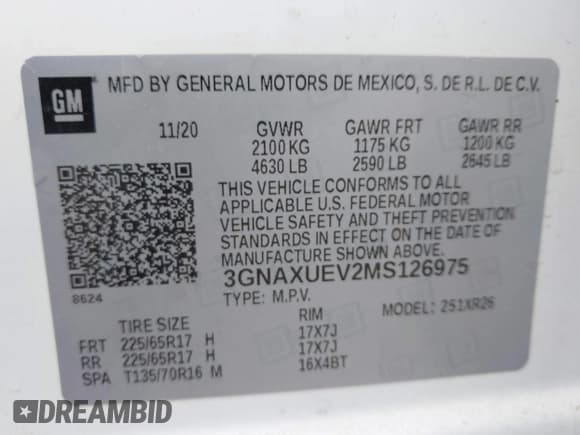 GM
MFD BY GENERAL MOTORS DE MEXICO, S. DE R.L. DE C.V.
11/20 GVWR GAWR FRT GAWR RR
2100 KG 1175 KG 1200 KG
4630 LB 2590 LB 2645 LB
THIS VEHICLE CONFORMS TO ALL
APPLICABLE U.S. FEDERAL MOTOR
VEHICLE SAFETY AND THEFT PREVENTION
STANDARDS IN EFFECT ON THE DATE OF
MANUFACTURE SHOWN ABOVE.
3GNAXUEV2MS126975
8624
TYPE: M.P.V. MODEL: 251XR26
TIRE SIZE RIM
FRT 225/65R17 H 17X7J
RR 225/65R17 H 17X7J
SPA T135/70R16 M 16X4BT
DREAMBID